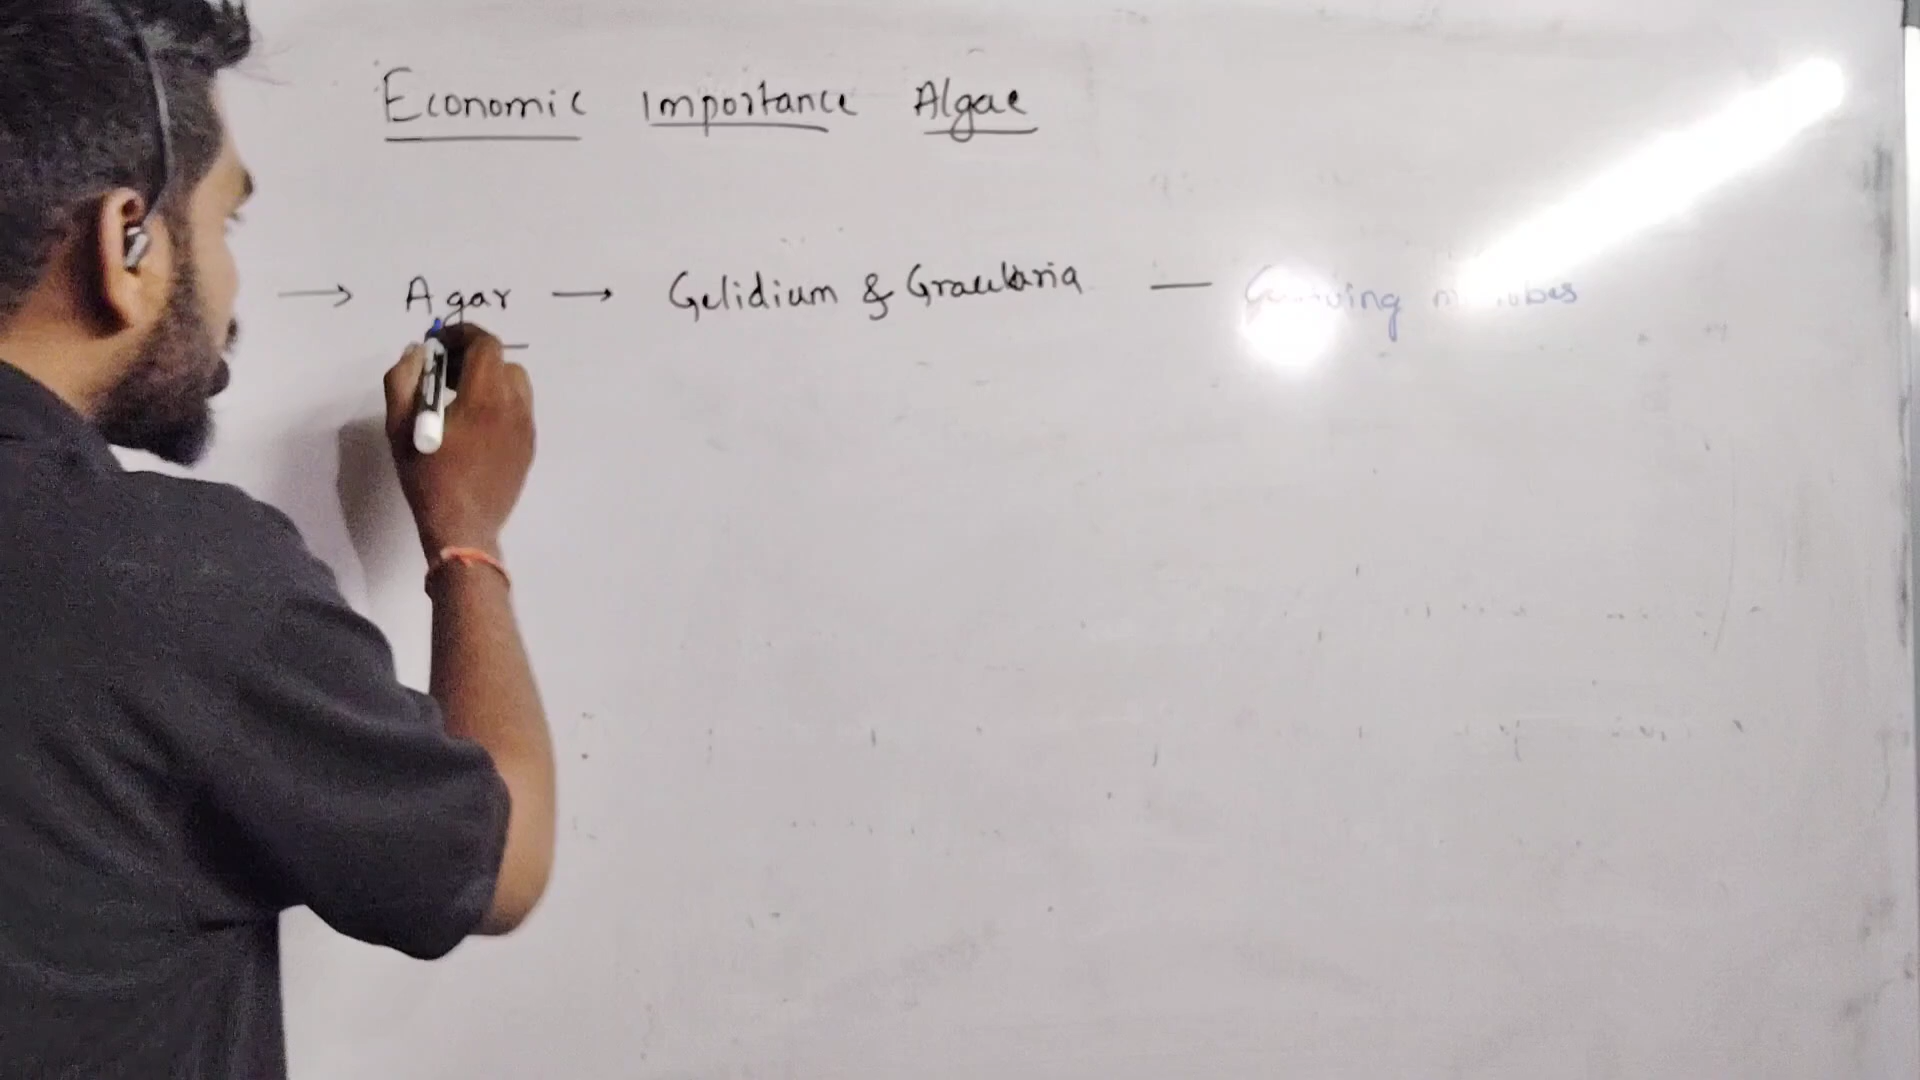 Economic Importance Algae
→ Agar → Gelidium & Gracilaria —